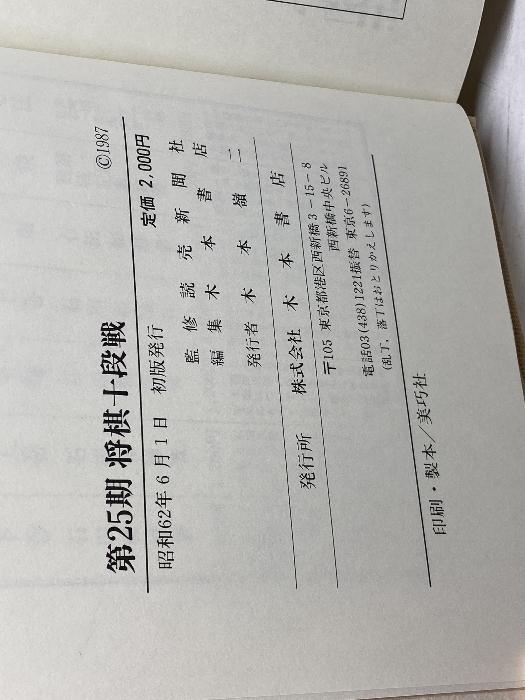 ©1987
第25期 将棋十段戦
昭和62年6月1日 初版発行 定価 2,000円
監修 読売新聞社
編集 木本書店
発行者 木本嶺二
発行所 株式会社 木本書店
〒105 東京都港区西新橋3-15-8
西新橋中央ビル
電話03(438)1221振替 東京6-26891
(乱丁、落丁はおとりかえします)
印刷・製本/美巧社